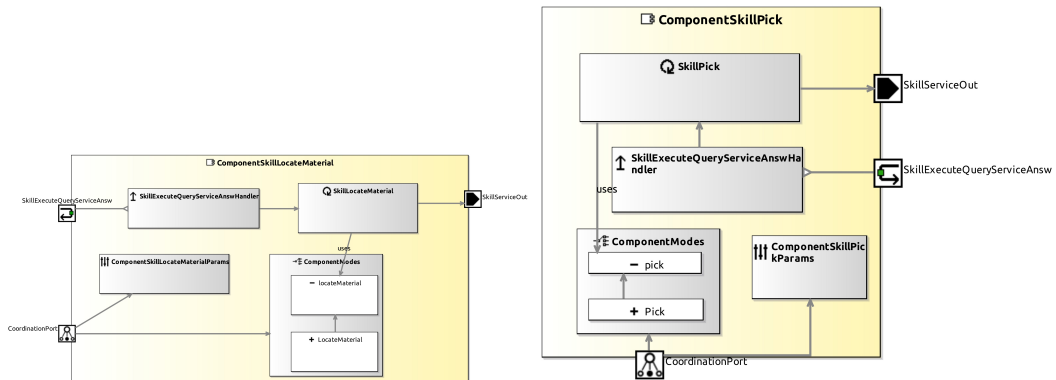 ComponentSkillLocateMaterial
SkillExecuteQueryServiceAnsw
SkillExecuteQueryServiceAnswHandler
SkillLocateMaterial
SkillServiceOut
uses
ComponentSkillLocateMaterialParams
ComponentModes
− locateMaterial
CoordinationPort
+ LocateMaterial
ComponentSkillPick
SkillPick
SkillServiceOut
SkillExecuteQueryServiceAnswHa
ndler
SkillExecuteQueryServiceAnsw
uses
ComponentModes
− pick
+ Pick
ComponentSkillPic
kParams
CoordinationPort